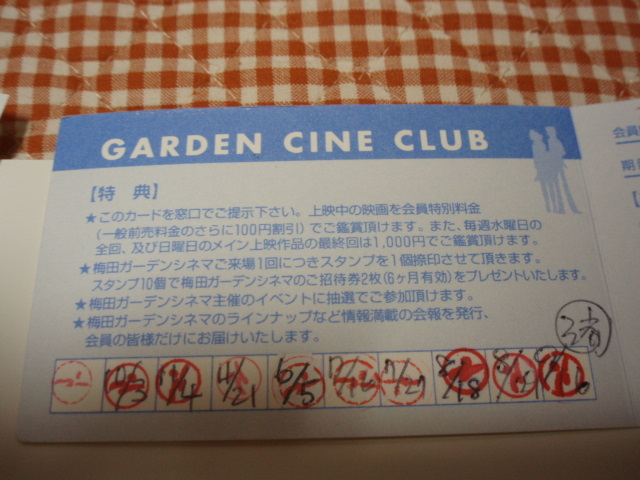 GARDEN CINE CLUB
【特 典】
★このカードを窓口でご提示下さい。上映中の映画を会員特別料金
(一般前売料金のさらに100円割引)でご鑑賞頂けます。また、毎週水曜日の
全回、及び日曜日のメイン上映作品の最終回は1,000円でご鑑賞頂けます。
★梅田ガーデンシネマご来場1回につきスタンプを1個捺印させて頂きます。
スタンプ10個で梅田ガーデンシネマのご招待券2枚(6ヶ月有効)をプレゼントいたします。
★梅田ガーデンシネマ主催のイベントに抽選でご参加頂けます。
★梅田ガーデンシネマのラインナップなど情報満載の会報を発行、
会員の皆様だけにお届けいたします。
4/21 6/5 8/18
会員
期